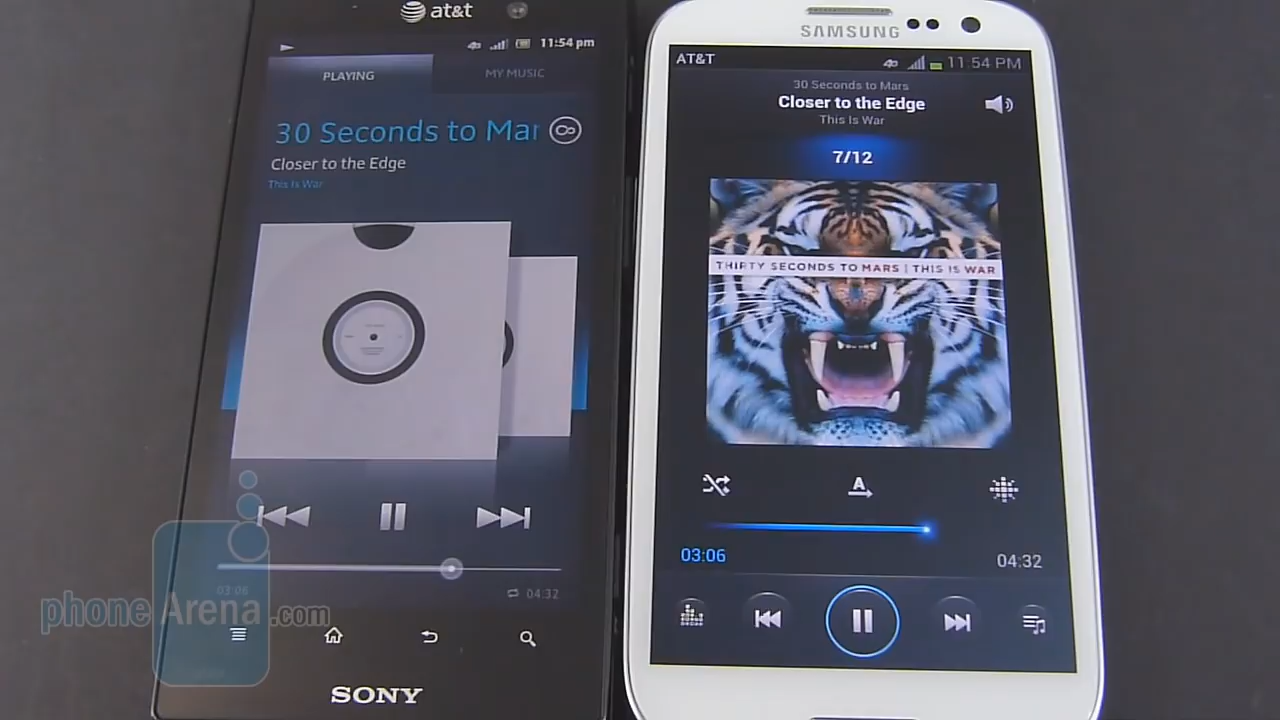 at&t
11:54 pm
PLAYING
MY MUSIC
30 Seconds to Mar
Closer to the Edge
This Is War
03:06
04:32
SONY
phoneArena.com
SAMSUNG
AT&T
4G
11:54 PM
30 Seconds to Mars
Closer to the Edge
This Is War
7/12
THIRTY SECONDS TO MARS | THIS IS WAR
A
03:06
04:32